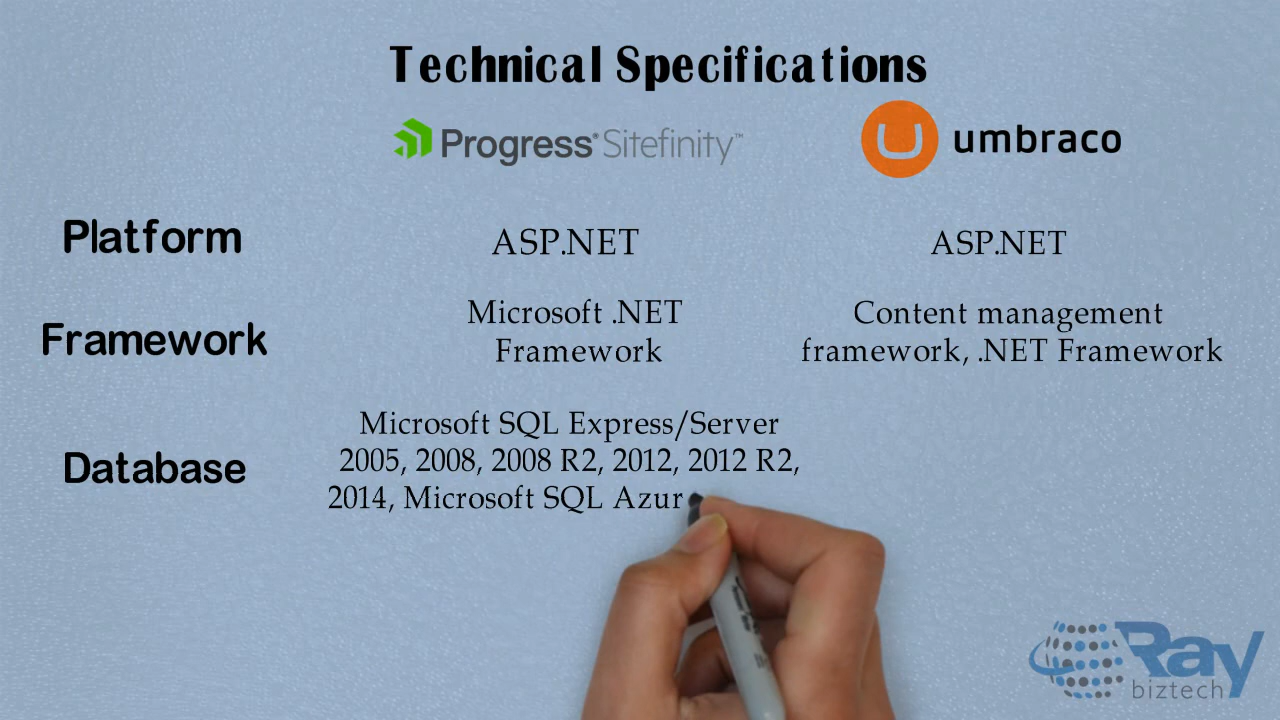 Technical Specifications
Progress® Sitefinity™
umbraco
Platform
ASP.NET
ASP.NET
Framework
Microsoft .NET
Framework
Content management
framework, .NET Framework
Database
Microsoft SQL Express/Server
2005, 2008, 2008 R2, 2012, 2012 R2,
2014, Microsoft SQL Azur
Ray
biztech